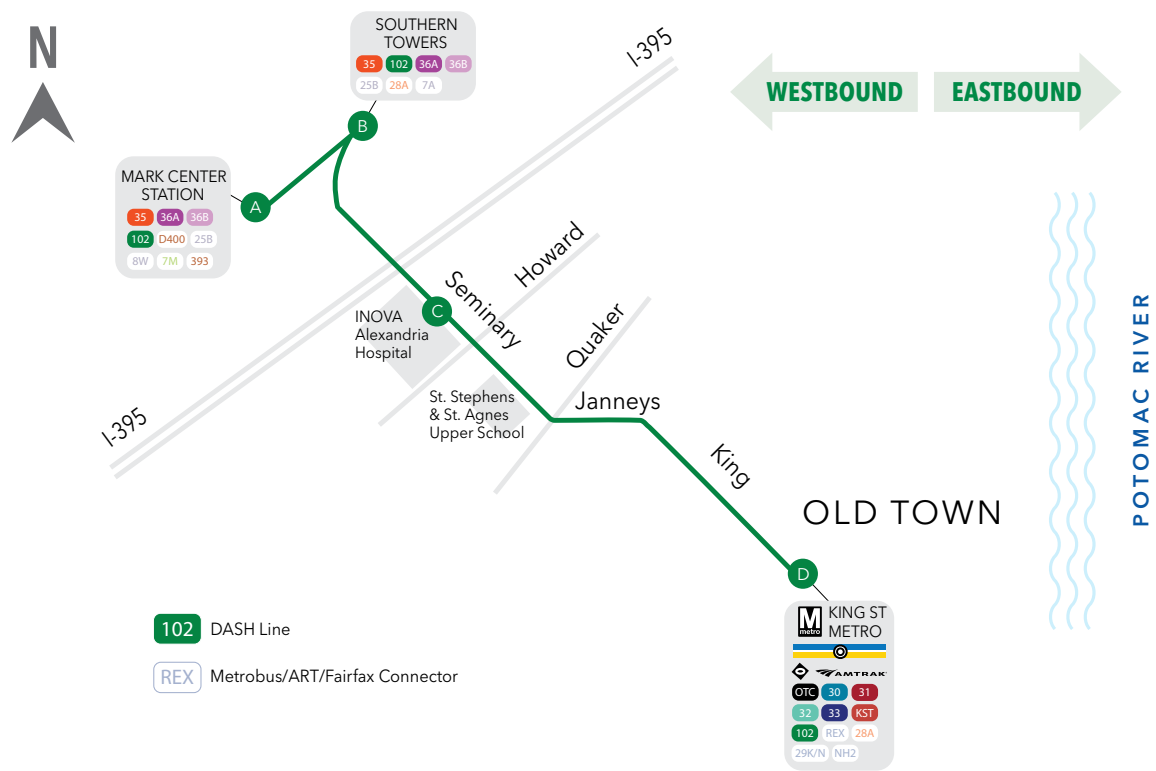 N
SOUTHERN
TOWERS
35 102 36A 36B
25B 28A 7A
I-395
WESTBOUND
EASTBOUND
B
MARK CENTER
STATION
35 36A 36B
102 D400 25B
8W 7M 393
A
Howard
Seminary
C
INOVA
Alexandria
Hospital
Quaker
St. Stephens
& St. Agnes
Upper School
Janneys
I-395
King
POTOMAC RIVER
OLD TOWN
D
M
metro
KING ST
METRO
AMTRAK
OTC 30 31
32 33 KST
102 REX 28A
29K/N NH2
102 DASH Line
REX Metrobus/ART/Fairfax Connector